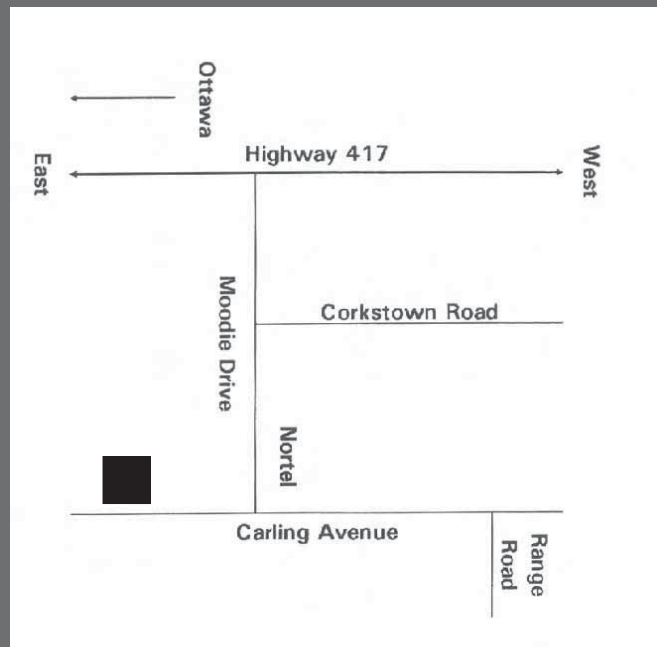 Ottawa
Highway 417
East
West
Moodie Drive
Corkstown Road
Nortel
Carling Avenue
Range
Road